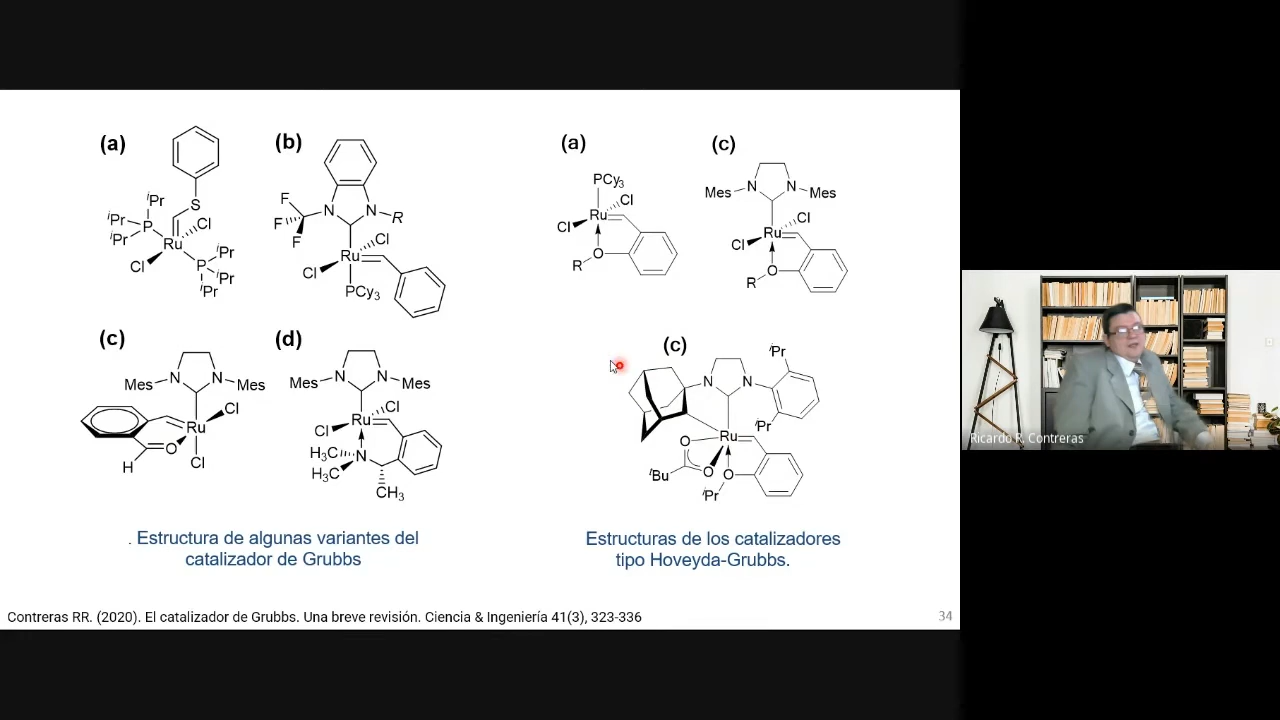 (a)
S
iPr
iPr
P
iPr
Cl
Ru
Cl
P
iPr
iPr
iPr
(b)
F
F
F
N
N
R
Cl
Ru
Cl
PCy3
(a)
PCy3
Cl
Ru
Cl
O
R
(c)
Mes
N
N
Mes
Cl
Ru
Cl
O
R
(c)
Mes
N
N
Mes
Cl
Ru
O
H
Cl
(d)
Mes
N
N
Mes
Cl
Ru
Cl
H3C
N
H3C
CH3
(c)
iPr
N
N
iPr
Ru
O
O
tBu
O
iPr
. Estructura de algunas variantes del
catalizador de Grubbs
Estructuras de los catalizadores
tipo Hoveyda-Grubbs.
Contreras RR. (2020). El catalizador de Grubbs. Una breve revisión. Ciencia & Ingeniería 41(3), 323-336
34
Ricardo R. Contreras